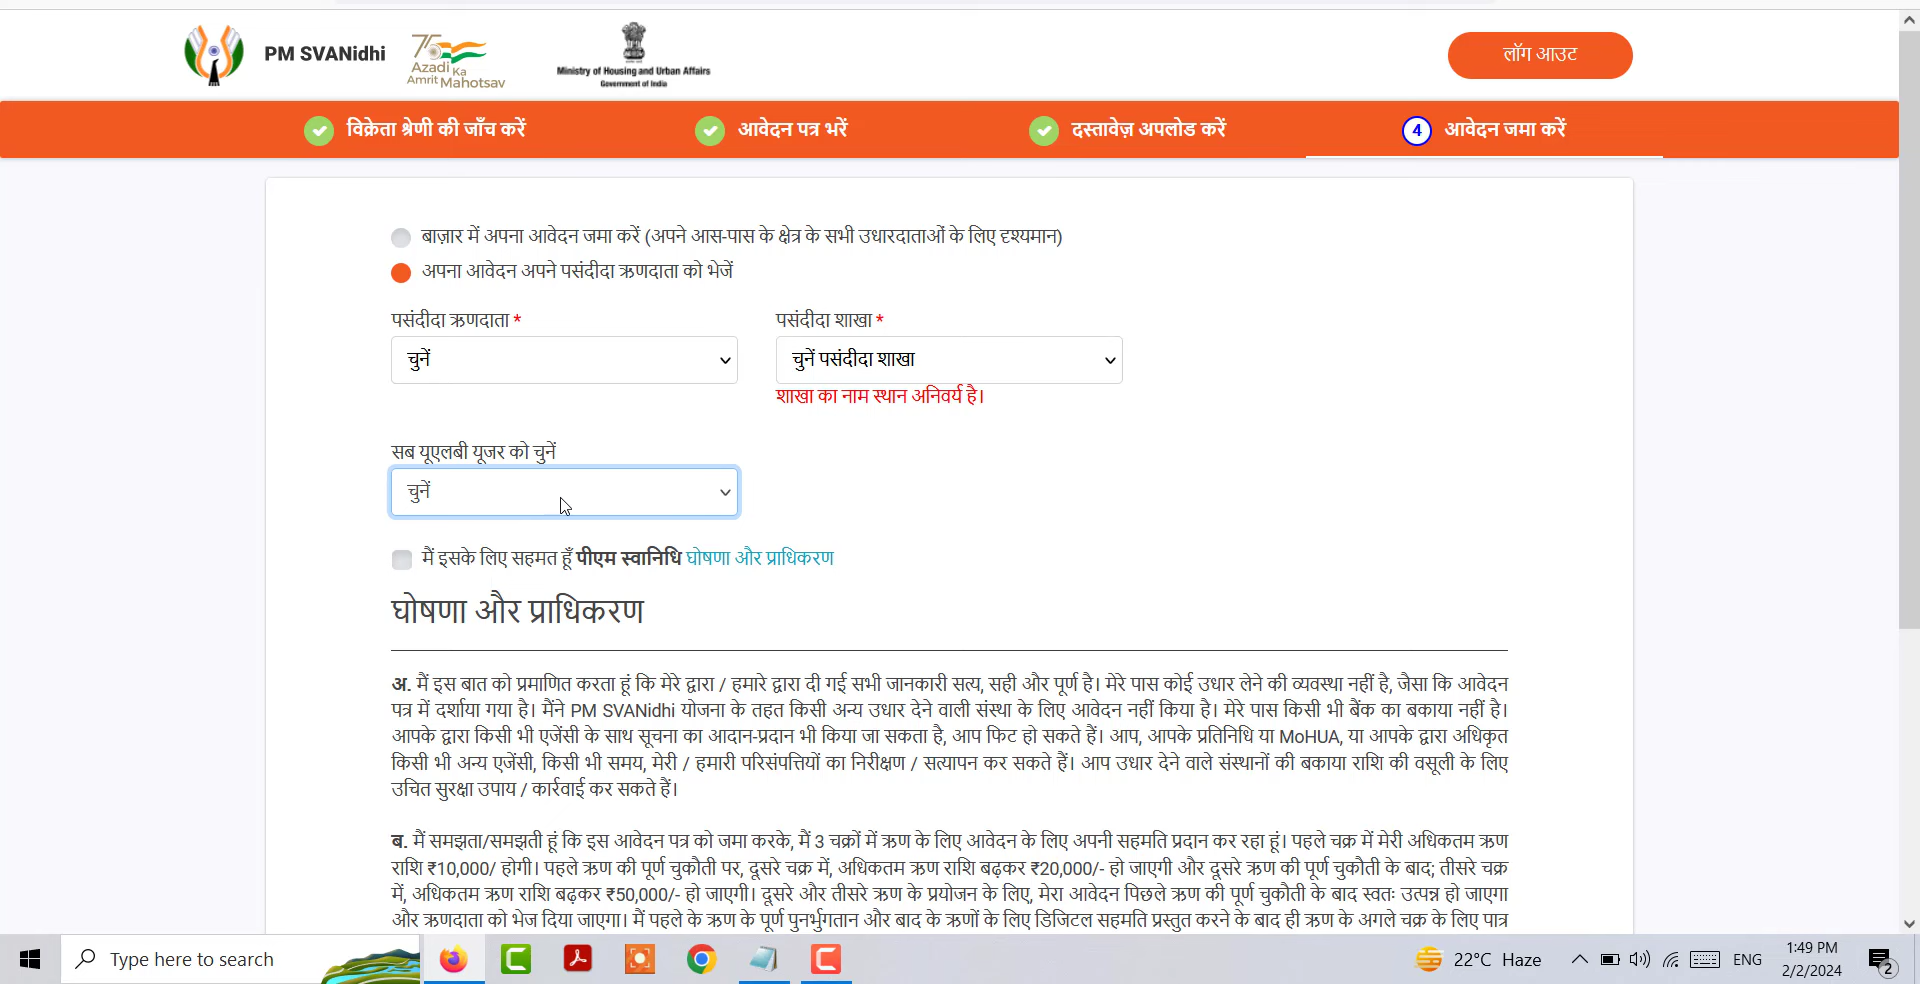 PM SVANidhi
75
Azadi Ka
Amrit Mahotsav
Ministry of Housing and Urban Affairs
Government of India
लॉग आउट
विक्रेता श्रेणी की जाँच करें
आवेदन पत्र भरें
दस्तावेज़ अपलोड करें
4 आवेदन जमा करें
बाज़ार में अपना आवेदन जमा करें (अपने आस-पास के क्षेत्र के सभी उधारदाताओं के लिए दृश्यमान)
अपना आवेदन अपने पसंदीदा ऋणदाता को भेजें
पसंदीदा ऋणदाता *
पसंदीदा शाखा *
चुनें
चुनें पसंदीदा शाखा
शाखा का नाम स्थान अनिवर्य है।
सब यूएलबी यूजर को चुनें
चुनें
मैं इसके लिए सहमत हूँ पीएम स्वानिधि घोषणा और प्राधिकरण
घोषणा और प्राधिकरण
अ. मैं इस बात को प्रमाणित करता हूं कि मेरे द्वारा / हमारे द्वारा दी गई सभी जानकारी सत्य, सही और पूर्ण है। मेरे पास कोई उधार लेने की व्यवस्था नहीं है, जैसा कि आवेदन
पत्र में दर्शाया गया है। मैंने PM SVANidhi योजना के तहत किसी अन्य उधार देने वाली संस्था के लिए आवेदन नहीं किया है। मेरे पास किसी भी बैंक का बकाया नहीं है।
आपके द्वारा किसी भी एजेंसी के साथ सूचना का आदान-प्रदान भी किया जा सकता है, आप फिट हो सकते हैं। आप, आपके प्रतिनिधि या MoHUA, या आपके द्वारा अधिकृत
किसी भी अन्य एजेंसी, किसी भी समय, मेरी / हमारी परिसंपत्तियों का निरीक्षण / सत्यापन कर सकते हैं। आप उधार देने वाले संस्थानों की बकाया राशि की वसूली के लिए
उचित सुरक्षा उपाय / कार्रवाई कर सकते हैं।
ब. मैं समझता/समझती हूं कि इस आवेदन पत्र को जमा करके, मैं 3 चक्रों में ऋण के लिए आवेदन के लिए अपनी सहमति प्रदान कर रहा हूं। पहले चक्र में मेरी अधिकतम ऋण
राशि ₹10,000/ होगी। पहले ऋण की पूर्ण चुकौती पर, दूसरे चक्र में, अधिकतम ऋण राशि बढ़कर ₹20,000/- हो जाएगी और दूसरे ऋण की पूर्ण चुकौती के बाद; तीसरे चक्र
में, अधिकतम ऋण राशि बढ़कर ₹50,000/- हो जाएगी। दूसरे और तीसरे ऋण के प्रयोजन के लिए, मेरा आवेदन पिछले ऋण की पूर्ण चुकौती के बाद स्वतः उत्पन्न हो जाएगा
और ऋणदाता को भेज दिया जाएगा। मैं पहले के ऋण के पूर्ण पुनर्भुगतान और बाद के ऋणों के लिए डिजिटल सहमति प्रस्तुत करने के बाद ही ऋण के अगले चक्र के लिए पात्र
Type here to search
22°C Haze
ENG
1:49 PM
2/2/2024
2